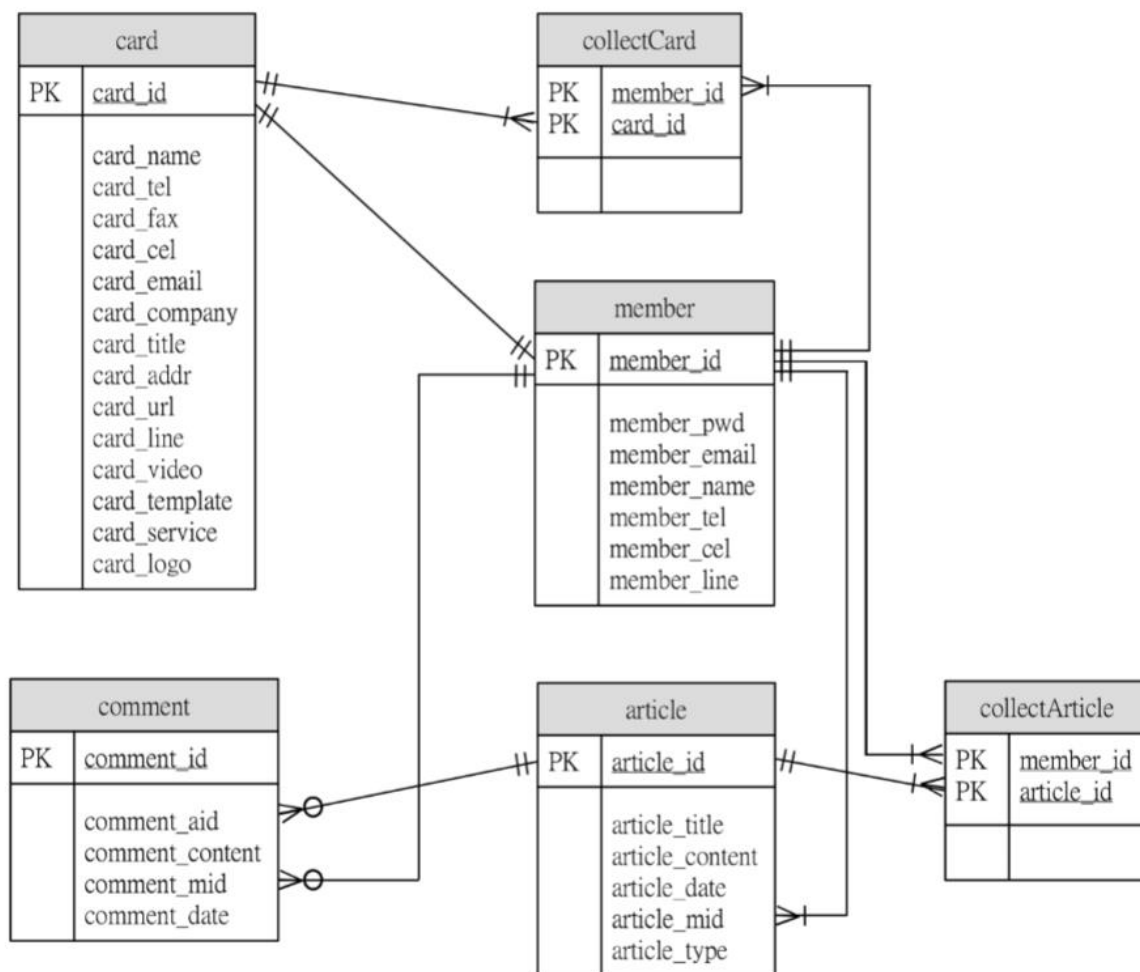 card
PK card_id
card_name
card_tel
card_fax
card_cel
card_email
card_company
card_title
card_addr
card_url
card_line
card_video
card_template
card_service
card_logo
collectCard
PK member_id
PK card_id
member
PK member_id
member_pwd
member_email
member_name
member_tel
member_cel
member_line
comment
PK comment_id
comment_aid
comment_content
comment_mid
comment_date
article
PK article_id
article_title
article_content
article_date
article_mid
article_type
collectArticle
PK member_id
PK article_id